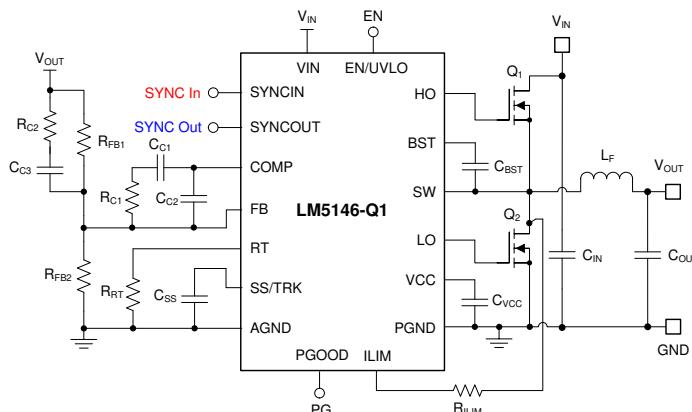 VIN
EN
VIN
VOUT
VIN
EN/UVLO
Q1
SYNC In
SYNCIN
HO
RC2
RFB1
SYNC Out
SYNCOUT
BST
CC1
COMP
CBST
LF
VOUT
CC3
RC1
CC2
SW
FB
LM5146-Q1
Q2
RT
LO
CIN
COU
RFB2
RRT
CSS
SS/TRK
VCC
CVCC
AGND
PGND
GND
PGOOD
ILIM
PG
RILIM